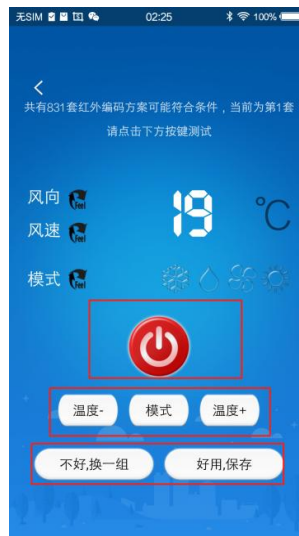 无SIM 02:25 100%
共有831套红外编码方案可能符合条件，当前为第1套
请点击下方按键测试
风向 Feel
19 °C
风速 Feel
模式 Feel
温度- 模式 温度+
不好,换一组 好用,保存